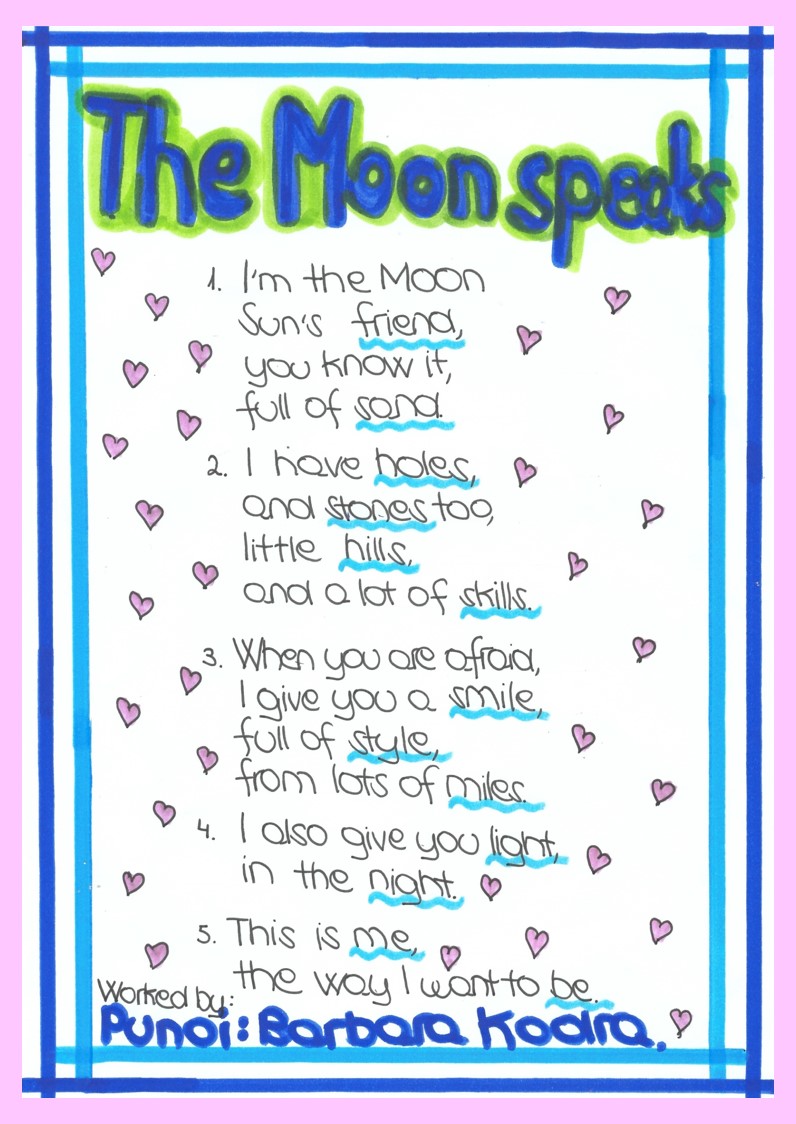 The Moon speaks
1. I'm the Moon
Sun's friend,
you know it,
full of sand.
2. I have holes,
and stones too,
little hills,
and a lot of skills.
3. When you are afraid,
I give you a smile,
full of style,
from lots of miles.
4. I also give you light,
in the night.
5. This is me,
the way I want to be.
Worked by:
Punoi: Barbara Kodra.